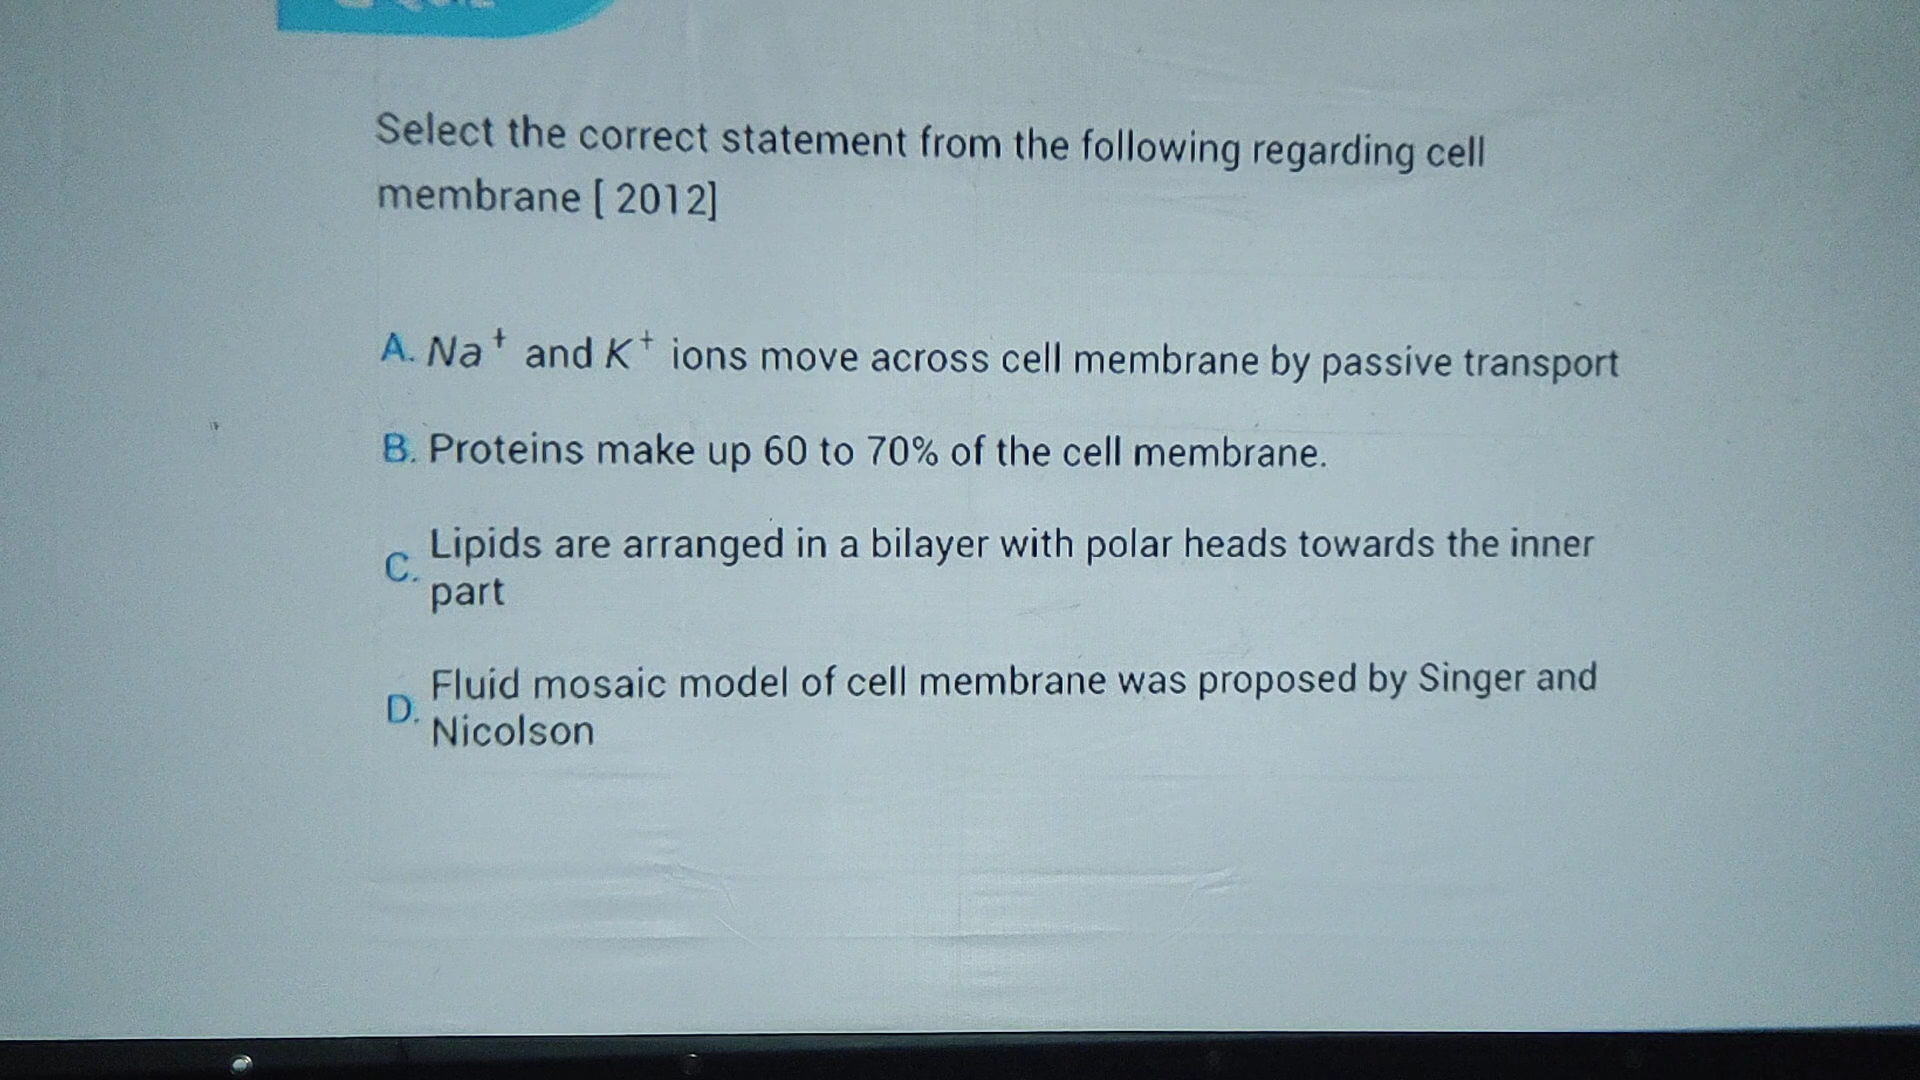 Select the correct statement from the following regarding cell
membrane [ 2012]
A. Na⁺ and K⁺ ions move across cell membrane by passive transport
B. Proteins make up 60 to 70% of the cell membrane.
C. Lipids are arranged in a bilayer with polar heads towards the inner
part
D. Fluid mosaic model of cell membrane was proposed by Singer and
Nicolson